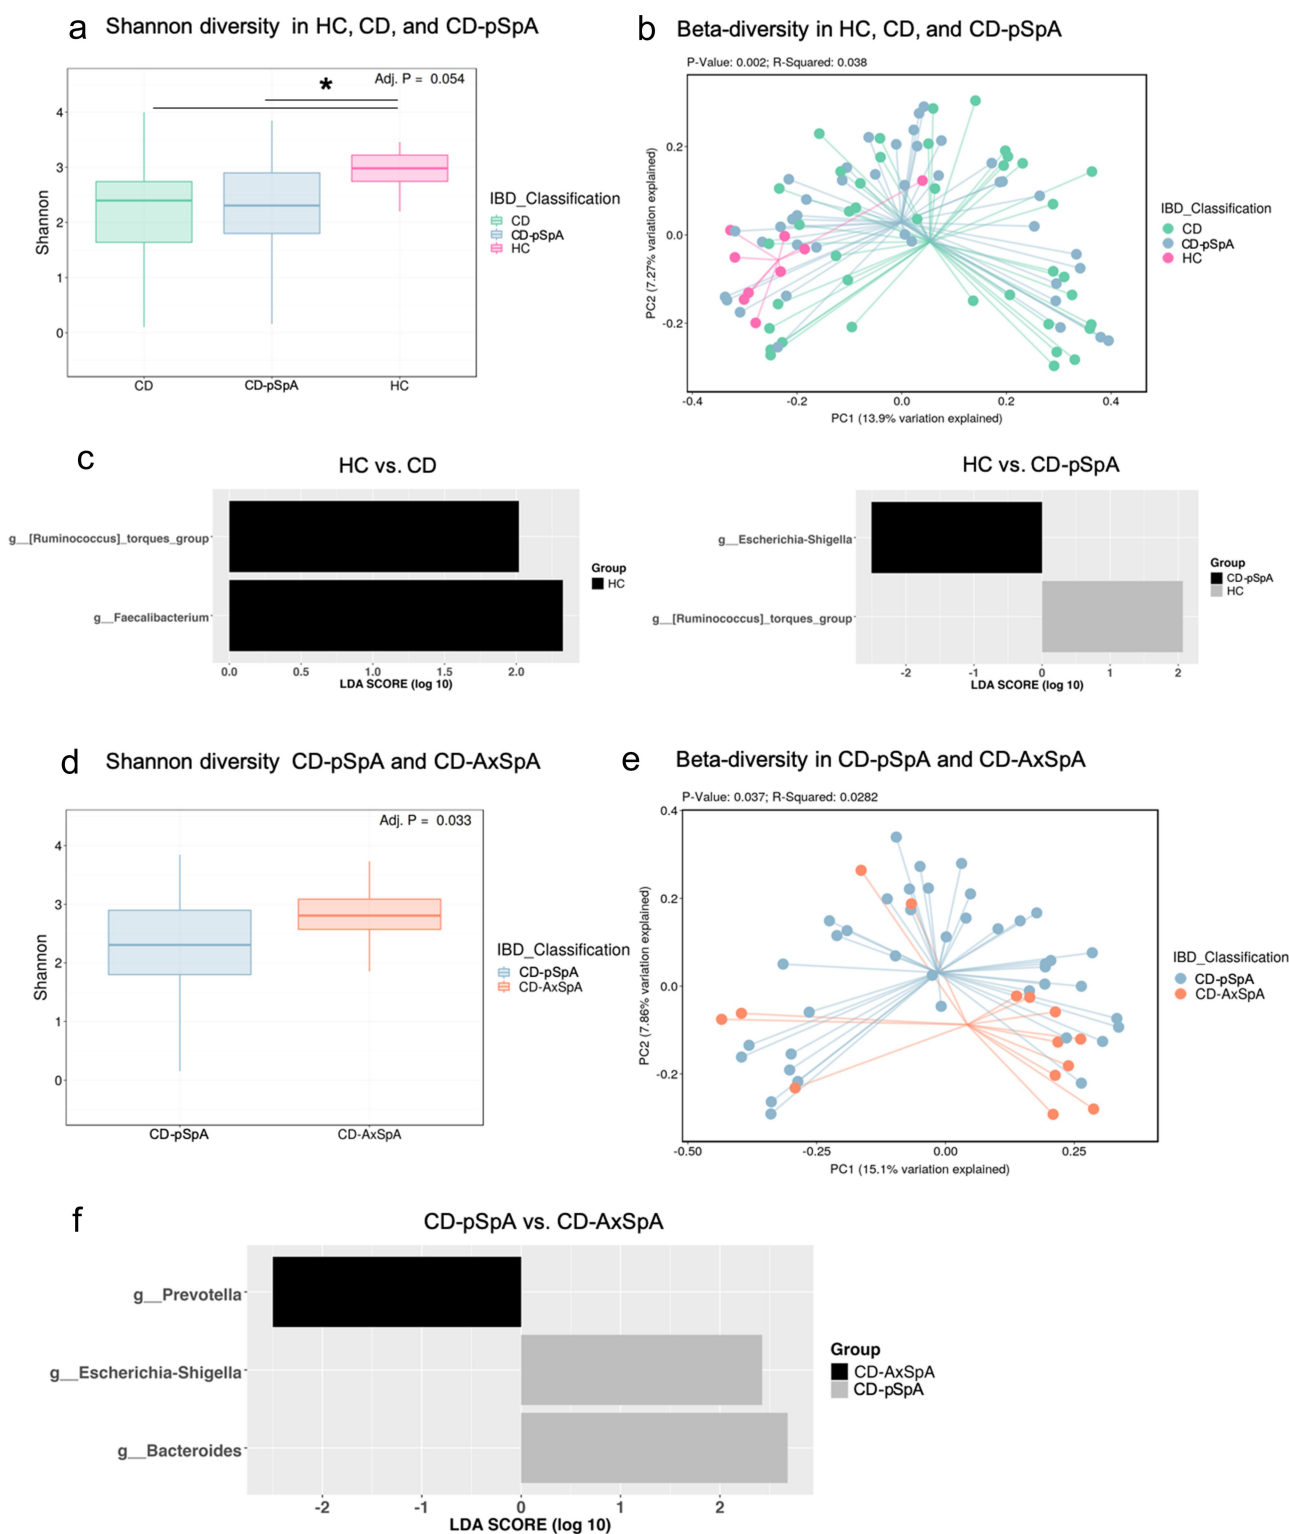 a Shannon diversity in HC, CD, and CD-pSpA
Adj. P = 0.054
*
4
3
2
1
0
Shannon
CD
CD-pSpA
HC
IBD_Classification
CD
CD-pSpA
HC
b Beta-diversity in HC, CD, and CD-pSpA
P-Value: 0.002; R-Squared: 0.038
0.2
0.0
-0.2
PC2 (7.27% variation explained)
-0.4
-0.2
0.0
0.2
0.4
PC1 (13.9% variation explained)
IBD_Classification
CD
CD-pSpA
HC
c
HC vs. CD
g__[Ruminococcus]_torques_group
g__Faecalibacterium
0.0
0.5
1.0
1.5
2.0
LDA SCORE (log 10)
Group
HC
HC vs. CD-pSpA
g__Escherichia-Shigella
g__[Ruminococcus]_torques_group
-2
-1
0
1
2
LDA SCORE (log 10)
Group
CD-pSpA
HC
d Shannon diversity CD-pSpA and CD-AxSpA
Adj. P = 0.033
4
3
2
1
0
Shannon
CD-pSpA
CD-AxSpA
IBD_Classification
CD-pSpA
CD-AxSpA
e Beta-diversity in CD-pSpA and CD-AxSpA
P-Value: 0.037; R-Squared: 0.0282
0.4
0.2
0.0
-0.2
PC2 (7.86% variation explained)
-0.50
-0.25
0.00
0.25
PC1 (15.1% variation explained)
IBD_Classification
CD-pSpA
CD-AxSpA
f
CD-pSpA vs. CD-AxSpA
g__Prevotella
g__Escherichia-Shigella
g__Bacteroides
-2
-1
0
1
2
LDA SCORE (log 10)
Group
CD-AxSpA
CD-pSpA